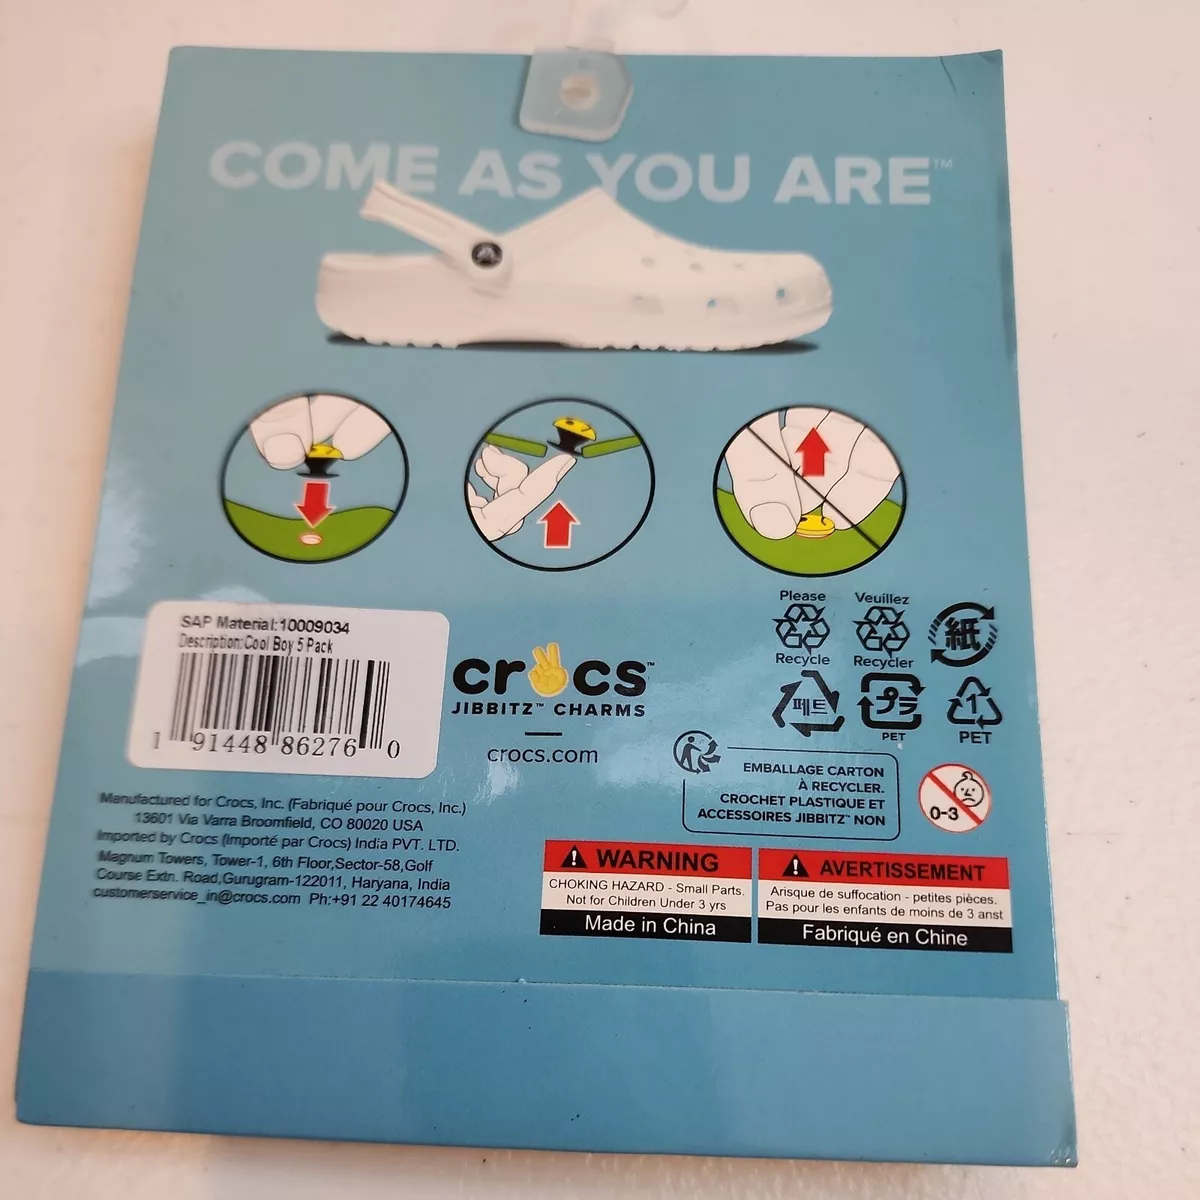 COME AS YOU ARE™
SAP Material:10009034
Description:Cool Boy 5 Pack
1 91448 86276 0
crocs™
JIBBITZ™ CHARMS
crocs.com
Please
Recycle
Veuillez
Recycler
紙
페트
プラ
PET
1
PET
EMBALLAGE CARTON
À RECYCLER.
CROCHET PLASTIQUE ET
ACCESSOIRES JIBBITZ™ NON
0-3
Manufactured for Crocs, Inc. (Fabriqué pour Crocs, Inc.)
13601 Via Varra Broomfield, CO 80020 USA
Imported by Crocs (Importé par Crocs) India PVT. LTD.
Magnum Towers, Tower-1, 6th Floor,Sector-58,Golf
Course Extn. Road,Gurugram-122011, Haryana, India
customerservice_in@crocs.com Ph:+91 22 40174645
WARNING
CHOKING HAZARD - Small Parts.
Not for Children Under 3 yrs
Made in China
AVERTISSEMENT
Arisque de suffocation - petites pièces.
Pas pour les enfants de moins de 3 anst
Fabriqué en Chine